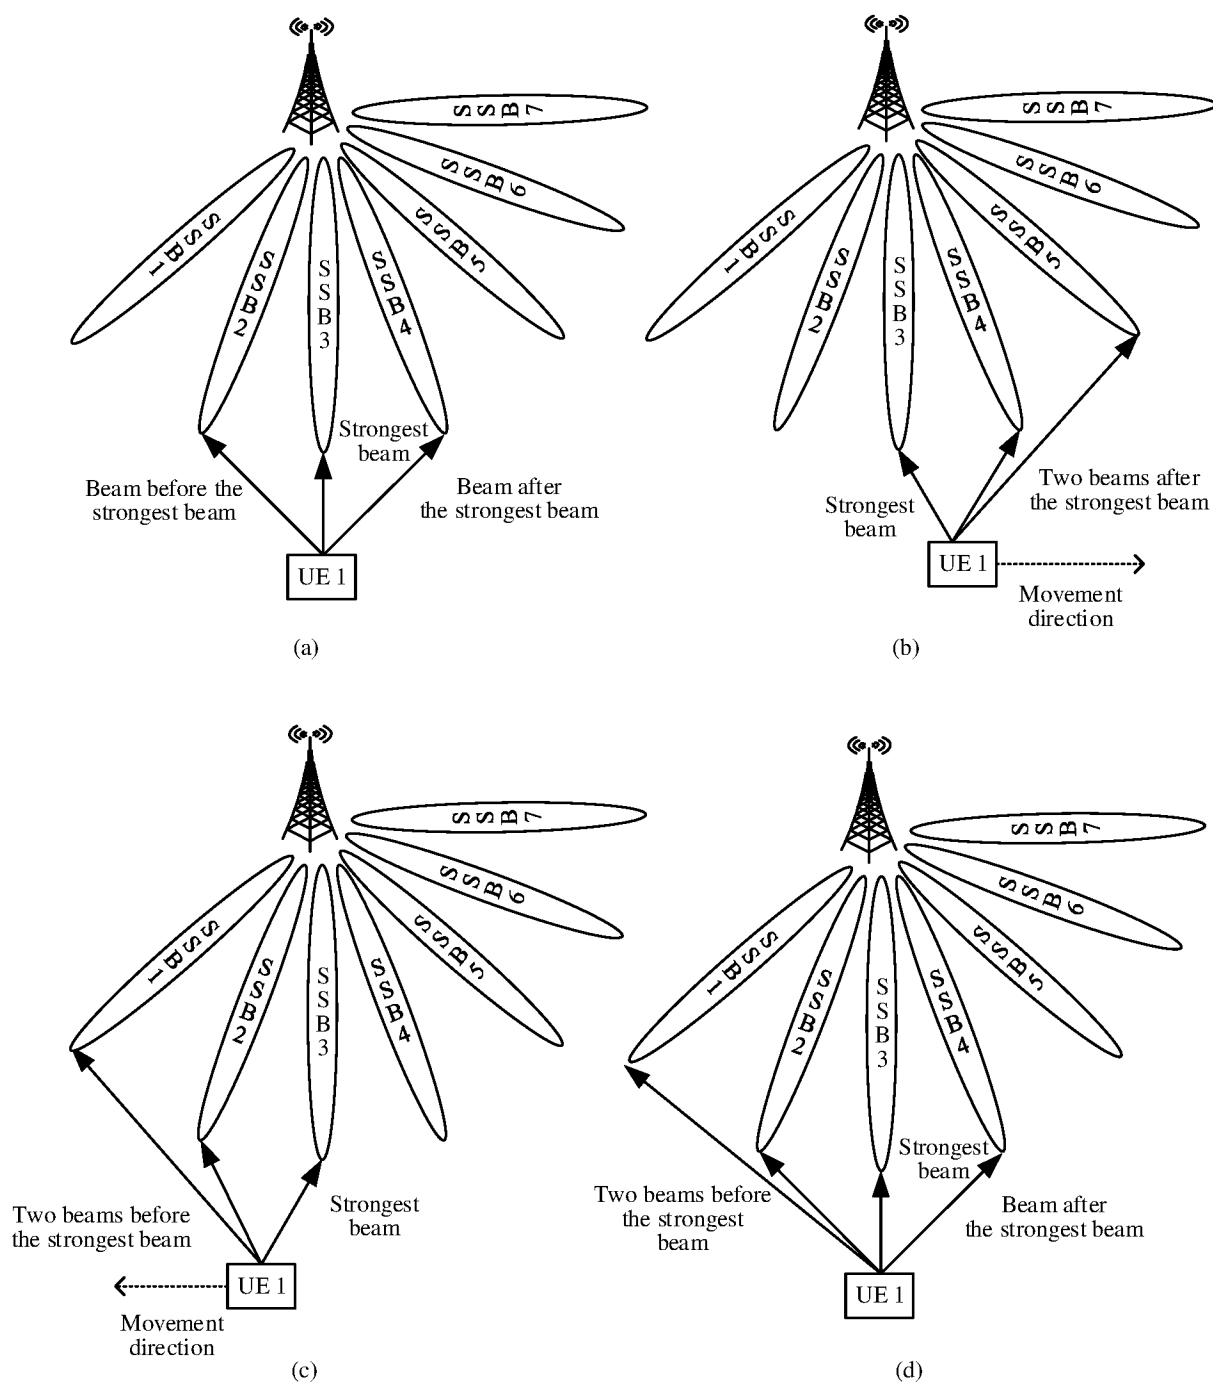 SSB7
SSB6
SSB5
SSB1
SSB2
SSB3
SSB4
Strongest
beam
Beam before the
strongest beam
Beam after
the strongest beam
UE 1
(a)
SSB7
SSB6
SSB5
SSB1
SSB2
SSB3
SSB4
Two beams after
the strongest beam
Strongest
beam
UE 1
Movement
direction
(b)
SSB7
SSB6
SSB5
SSB1
SSB2
SSB3
SSB4
Two beams before
the strongest beam
Strongest
beam
UE 1
Movement
direction
(c)
SSB7
SSB6
SSB5
SSB1
SSB2
SSB3
SSB4
Strongest
beam
Two beams before
the strongest
beam
Beam after
the strongest beam
UE 1
(d)